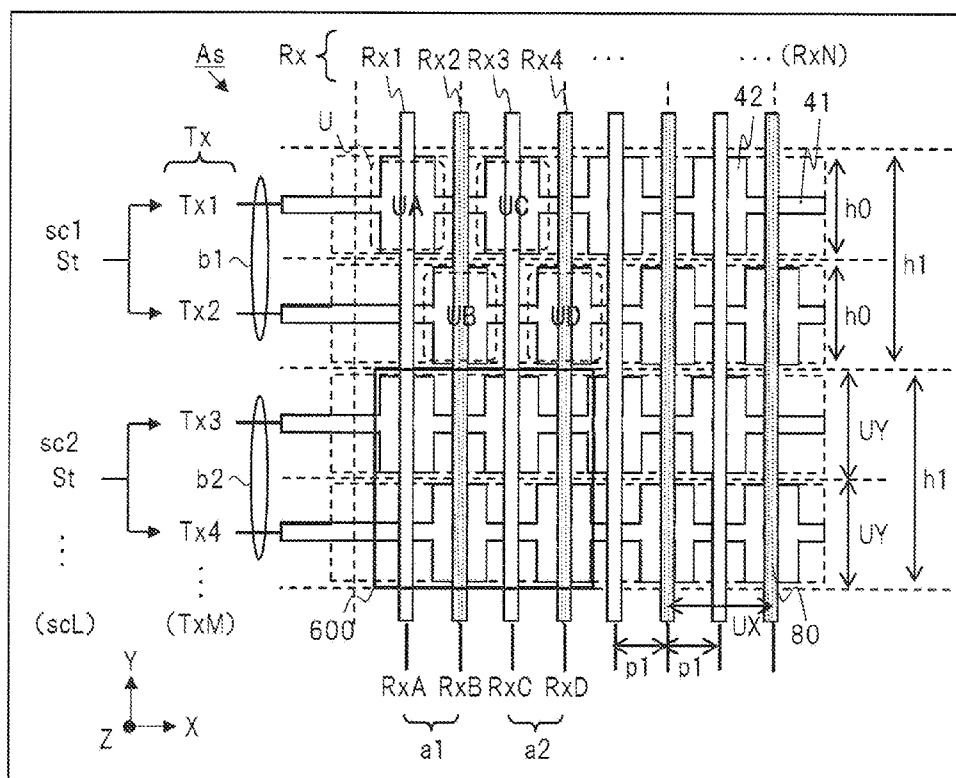 As
Rx
Rx1 Rx2 Rx3 Rx4 ... ... (RxN)
42 41
U
Tx
sc1
St
Tx1
Tx2
b1
UA UC
UB UD
h0
h0
h1
sc2
St
Tx3
Tx4
b2
UY
UY
h1
⋮ ⋮
(scL) (TxM)
600
UX
80
p1 p1
RxA RxB RxC RxD
a1 a2
Y
Z X